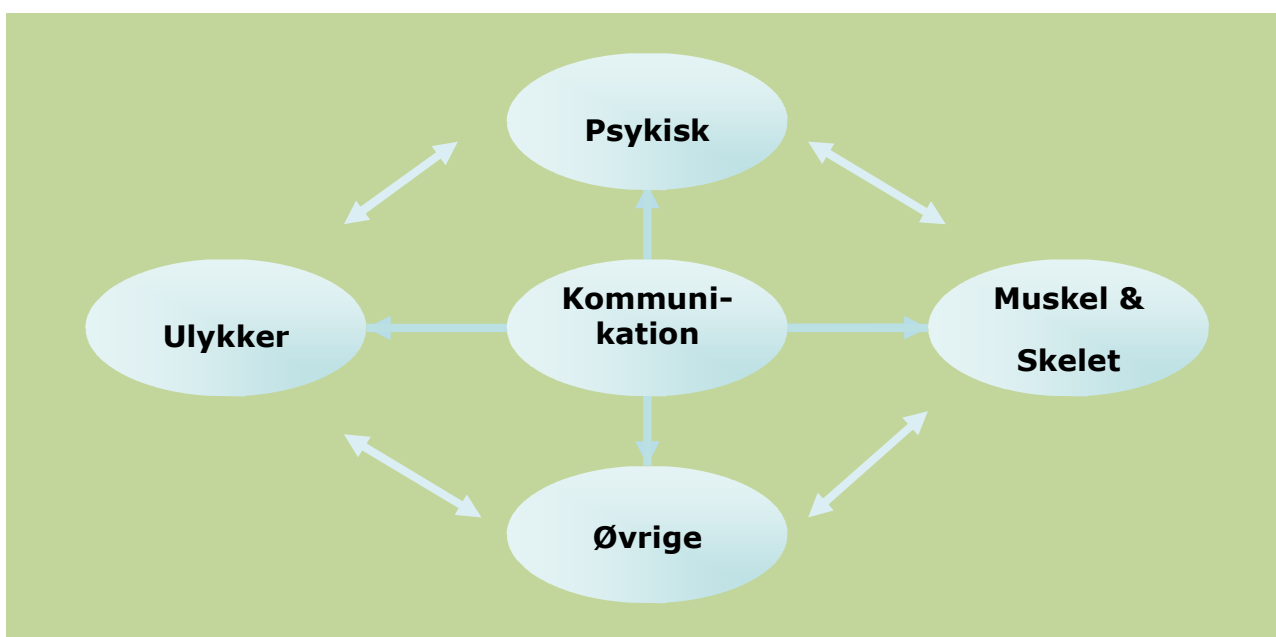 Psykisk
Ulykker
Kommuni-
kation
Muskel &
Skelet
Øvrige